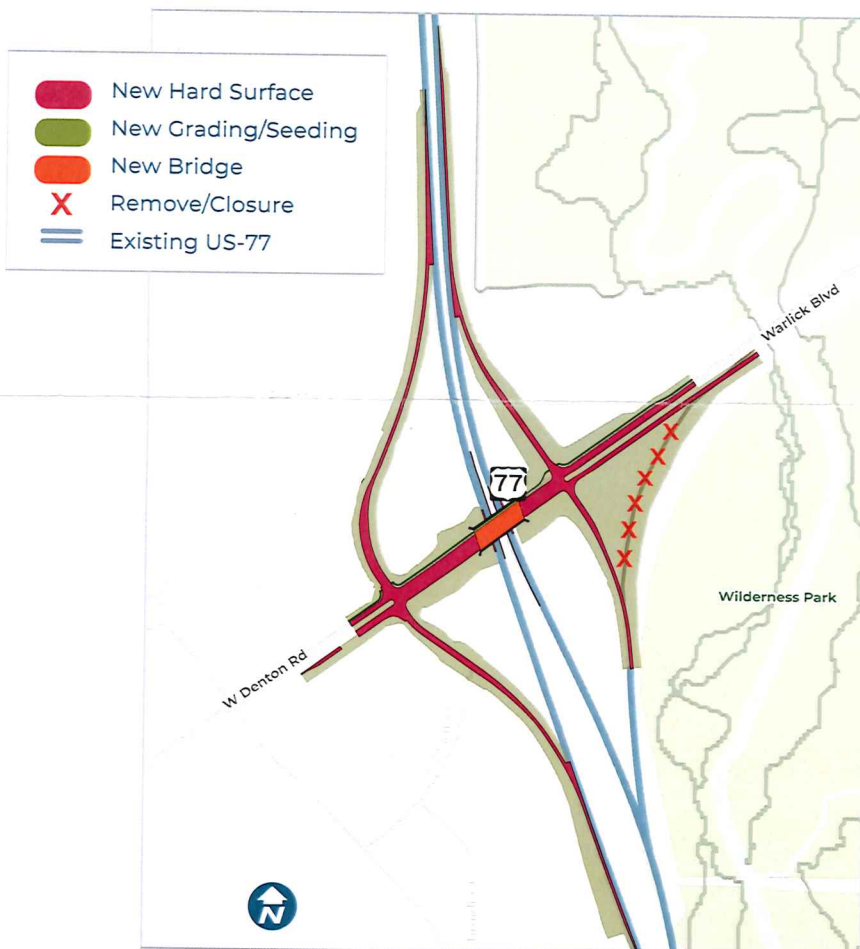 New Hard Surface
New Grading/Seeding
New Bridge
X Remove/Closure
Existing US-77
Warlick Blvd
77
Wilderness Park
W Denton Rd
N